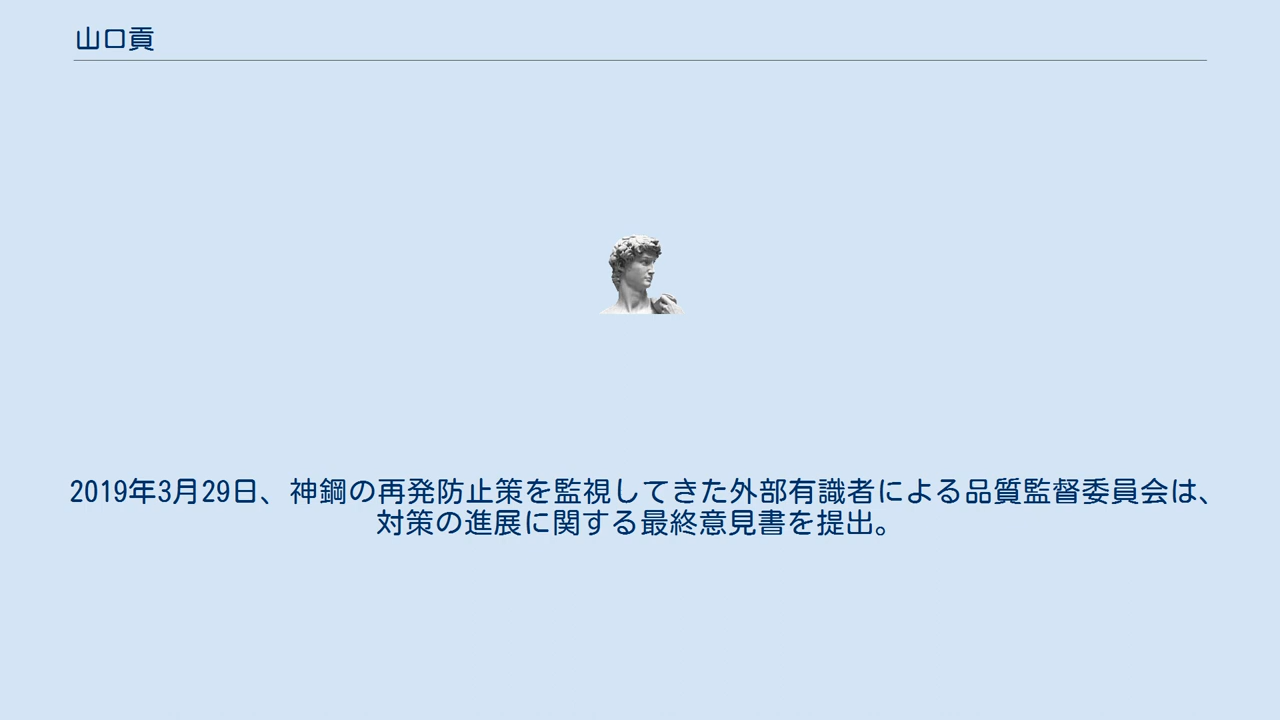 山口貢
2019年3月29日、神鋼の再発防止策を監視してきた外部有識者による品質監督委員会は、
対策の進展に関する最終意見書を提出。